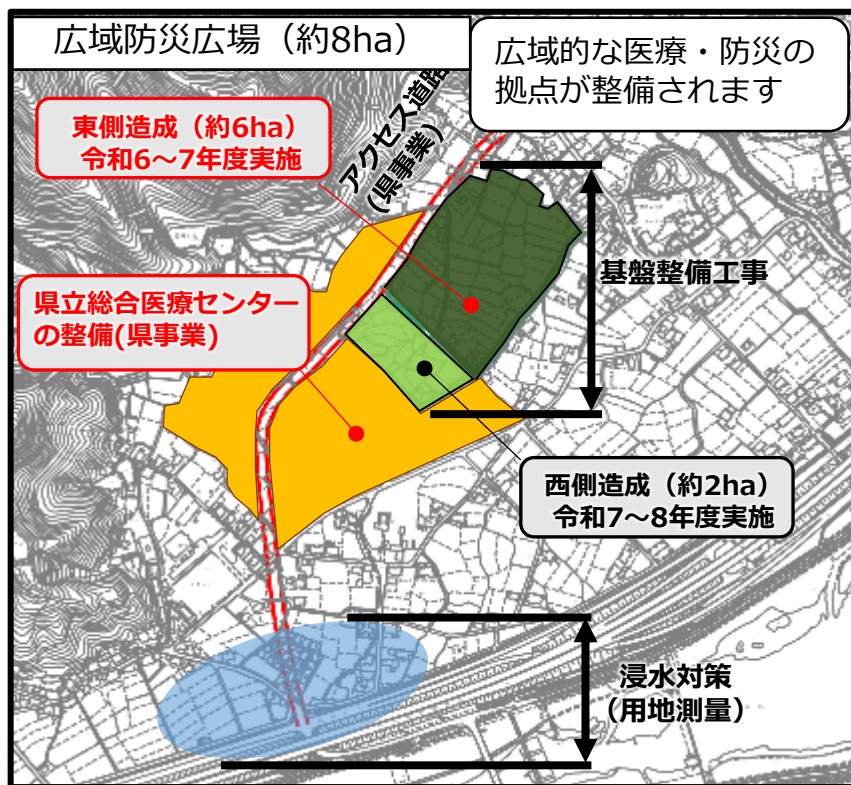 広域防災広場（約8ha）
広域的な医療・防災の
拠点が整備されます
東側造成（約6ha）
令和6～7年度実施
アクセス道路
(県事業)
基盤整備工事
県立総合医療センター
の整備(県事業)
西側造成（約2ha）
令和7～8年度実施
浸水対策
（用地測量）